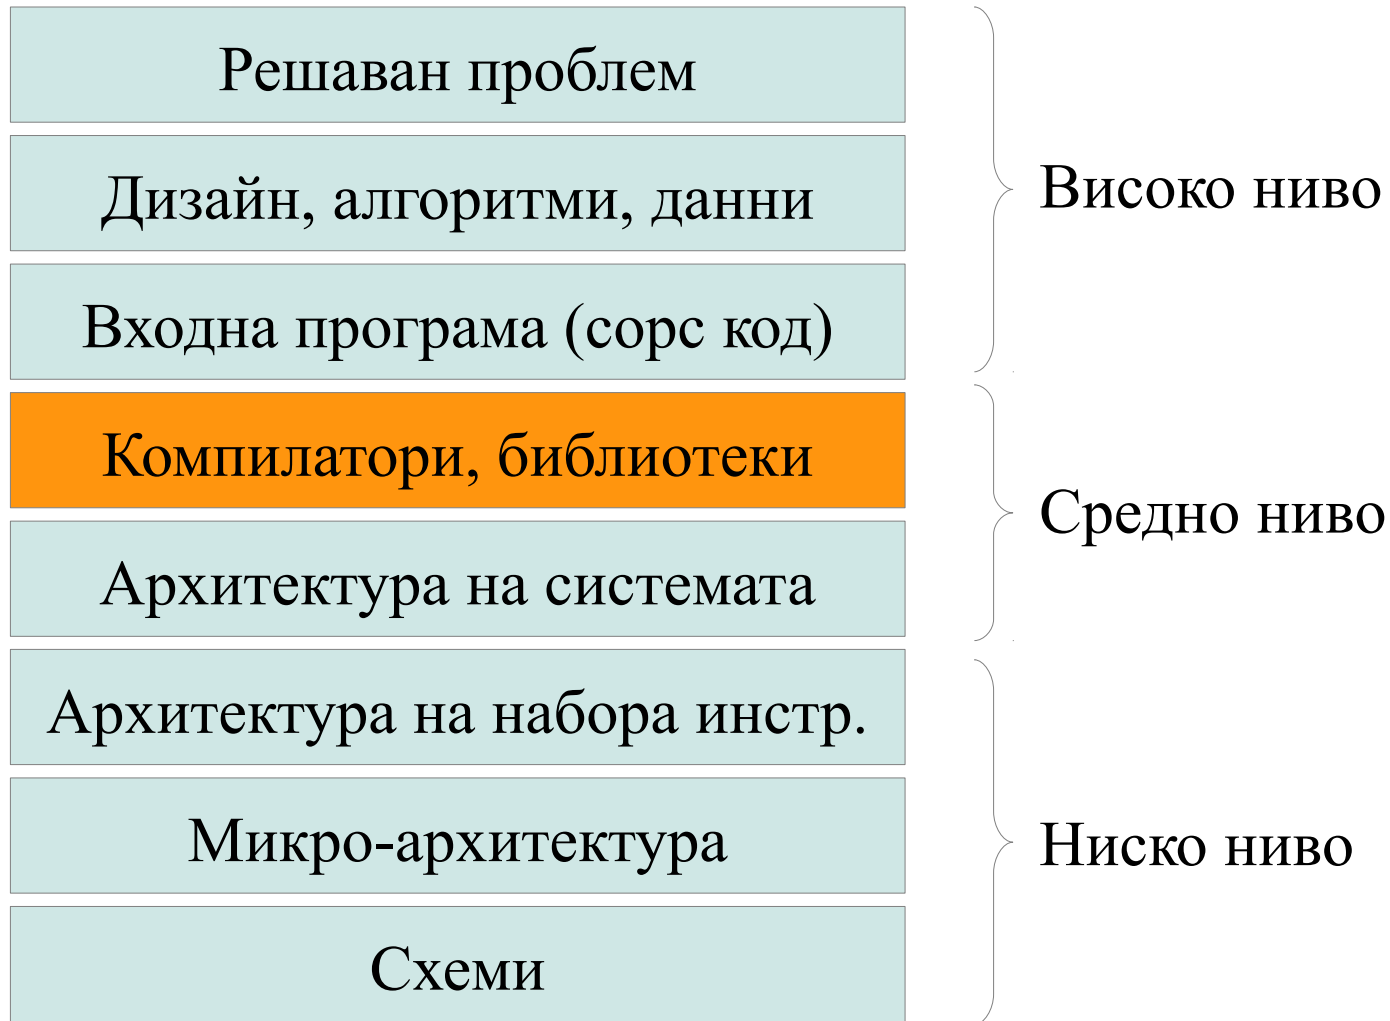 Решаван проблем
Дизайн, алгоритми, данни
Входна програма (сорс код)
Високо ниво
Компилатори, библиотеки
Архитектура на системата
Средно ниво
Архитектура на набора инстр.
Микро-архитектура
Схеми
Ниско ниво